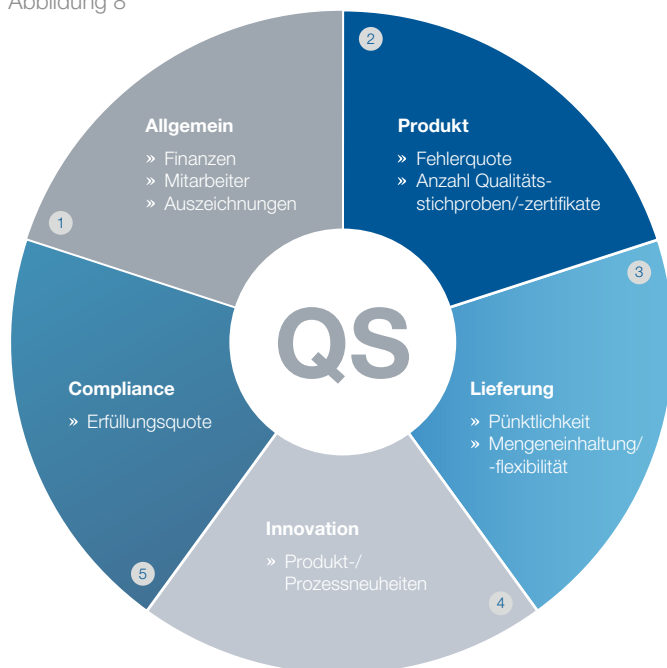 Abbildung 8
1
Allgemein
» Finanzen
» Mitarbeiter
» Auszeichnungen
2
Produkt
» Fehlerquote
» Anzahl Qualitäts-
stichproben/-zertifikate
3
Lieferung
» Pünktlichkeit
» Mengeneinhaltung/
-flexibilität
4
Innovation
» Produkt-/
Prozessneuheiten
5
Compliance
» Erfüllungsquote
QS